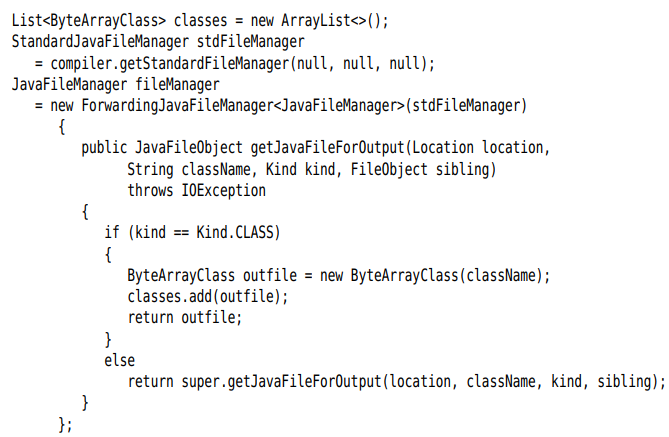 List<ByteArrayClass> classes = new ArrayList<>();
StandardJavaFileManager stdFileManager
   = compiler.getStandardFileManager(null, null, null);
JavaFileManager fileManager
   = new ForwardingJavaFileManager<JavaFileManager>(stdFileManager)
      {
         public JavaFileObject getJavaFileForOutput(Location location,
               String className, Kind kind, FileObject sibling)
               throws IOException
         {
            if (kind == Kind.CLASS)
            {
               ByteArrayClass outfile = new ByteArrayClass(className);
               classes.add(outfile);
               return outfile;
            }
            else
               return super.getJavaFileForOutput(location, className, kind, sibling);
         }
      };